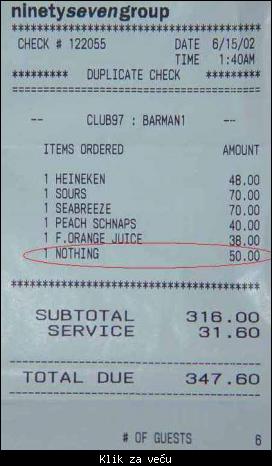 ninetysevengroup
***********************************
CHECK # 122055 DATE 6/15/02
TIME 1:40AM
********* DUPLICATE CHECK *********
===================================
-- CLUB97 : BARMAN1 --
ITEMS ORDERED AMOUNT
1 HEINEKEN 48.00
1 SOURS 70.00
1 SEABREEZE 70.00
1 PEACH SCHNAPS 40.00
1 F.ORANGE JUICE 38.00
1 NOTHING 50.00
***********************************
SUBTOTAL 316.00
SERVICE 31.60
===================================
TOTAL DUE 347.60
===================================
# OF GUESTS 6
Klik za veću